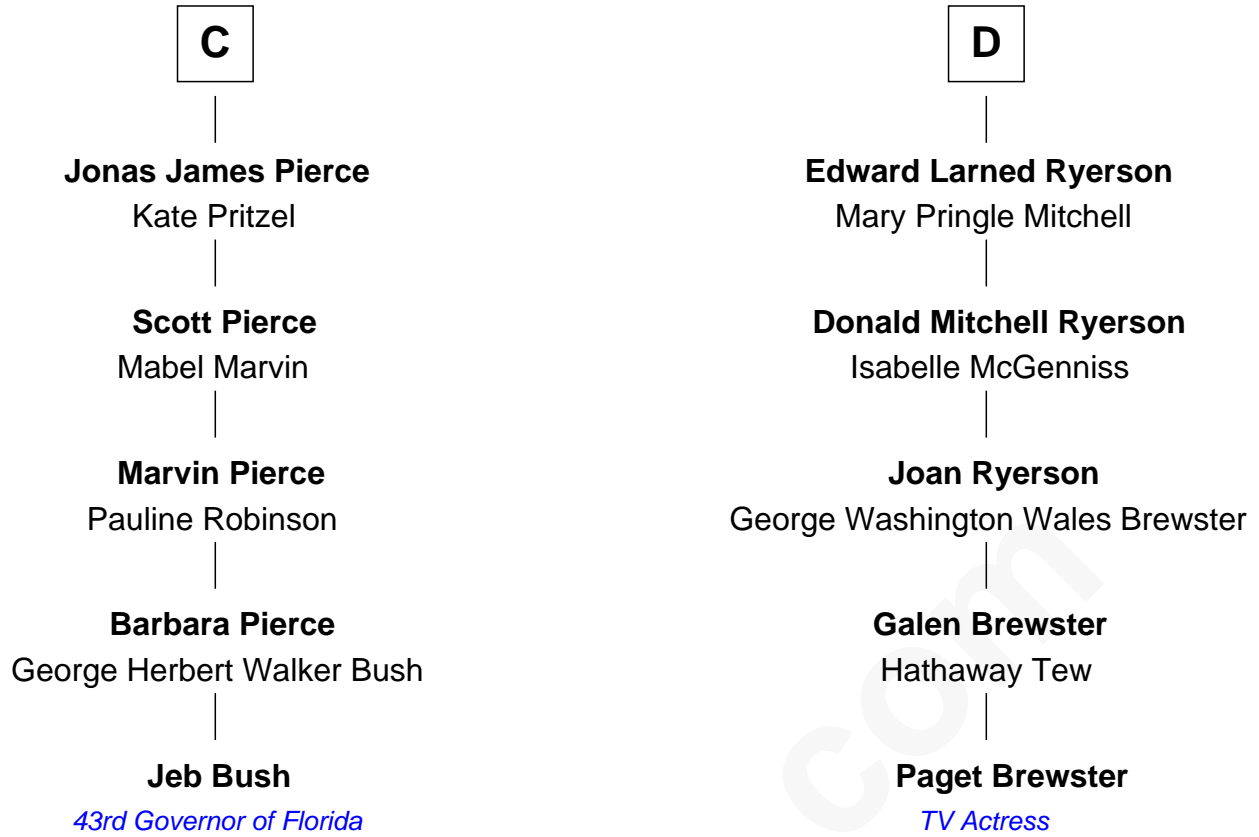 C
Jonas James Pierce
Kate Pritzel
Scott Pierce
Mabel Marvin
Marvin Pierce
Pauline Robinson
Barbara Pierce
George Herbert Walker Bush
Jeb Bush
43rd Governor of Florida
D
Edward Larned Ryerson
Mary Pringle Mitchell
Donald Mitchell Ryerson
Isabelle McGenniss
Joan Ryerson
George Washington Wales Brewster
Galen Brewster
Hathaway Tew
Paget Brewster
TV Actress
com